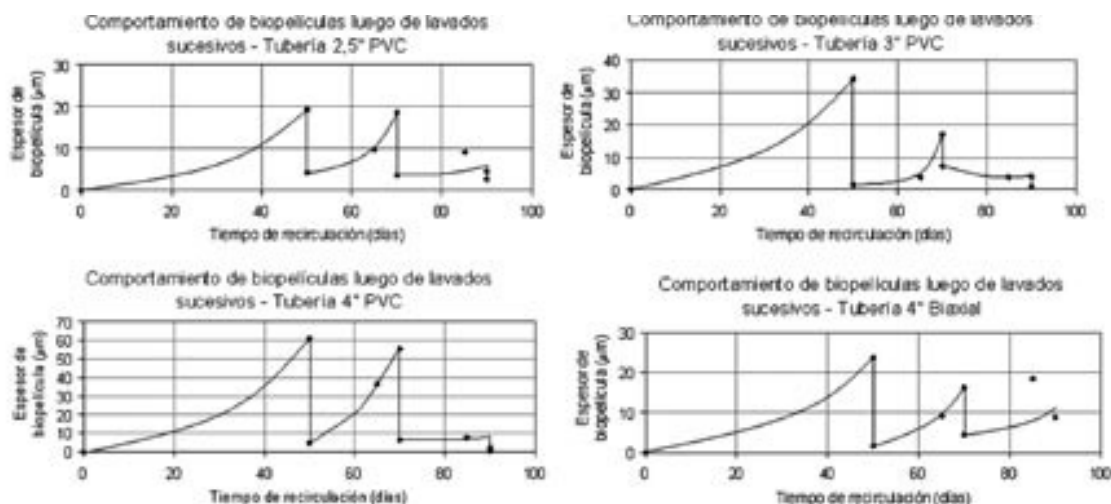 Comportamiento de biopelículas luego de lavados
sucesivos - Tubería 2,5" PVC
Espesor de
biopelícula (µm)
30
20
10
0
0 20 40 60 80 100
Tiempo de recirculación (días)
Comportamiento de biopelículas luego de lavados
sucesivos - Tubería 3" PVC
Espesor de
biopelícula (µm)
40
30
20
10
0
0 20 40 60 80 100
Tiempo de recirculación (días)
Comportamiento de biopelículas luego de lavados
sucesivos - Tubería 4" PVC
Espesor de
biopelícula (µm)
70
60
50
40
30
20
10
0
0 20 40 60 80 100
Tiempo de recirculación (días)
Comportamiento de biopelículas luego de lavados
sucesivos - Tubería 4" Biaxial
Espesor de
biopelícula (µm)
30
20
10
0
0 20 40 60 80 100
Tiempo de recirculación (días)